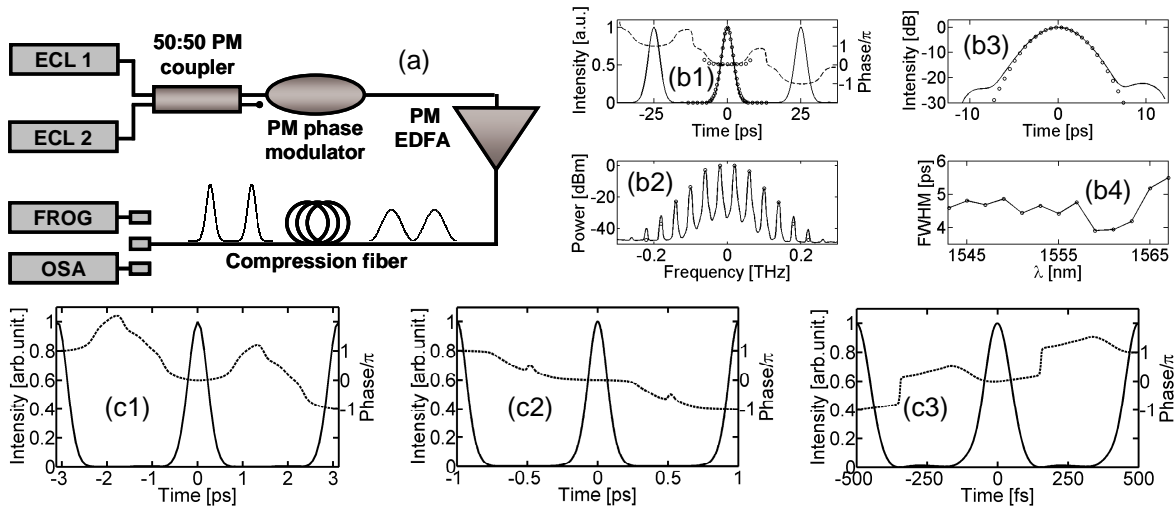 ECL 1
50:50 PM
coupler
(a)
ECL 2
PM phase
modulator
PM
EDFA
FROG
OSA
Compression fiber
Intensity [a.u.]
1
0.5
0
(b1)
1
0
-1
Phase/π
-25 0 25
Time [ps]
Intensity [dB]
0
-10
-20
-30
(b3)
-10 0 10
Time [ps]
Power [dBm]
0
-20
-40
(b2)
-0.2 0 0.2
Frequency [THz]
FWHM [ps]
6
5
4
(b4)
1545 1555 1565
λ [nm]
Intensity [arb.unit.]
1
0.8
0.6
0.4
0.2
0
(c1)
1
0
-1
Phase/π
-3 -2 -1 0 1 2 3
Time [ps]
Intensity [arb.unit.]
1
0.8
0.6
0.4
0.2
0
(c2)
1
0
-1
Phase/π
-1 -0.5 0 0.5 1
Time [ps]
Intensity [arb.unit.]
1
0.8
0.6
0.4
0.2
0
(c3)
1
0
-1
Phase/π
-500 -250 0 250 500
Time [fs]